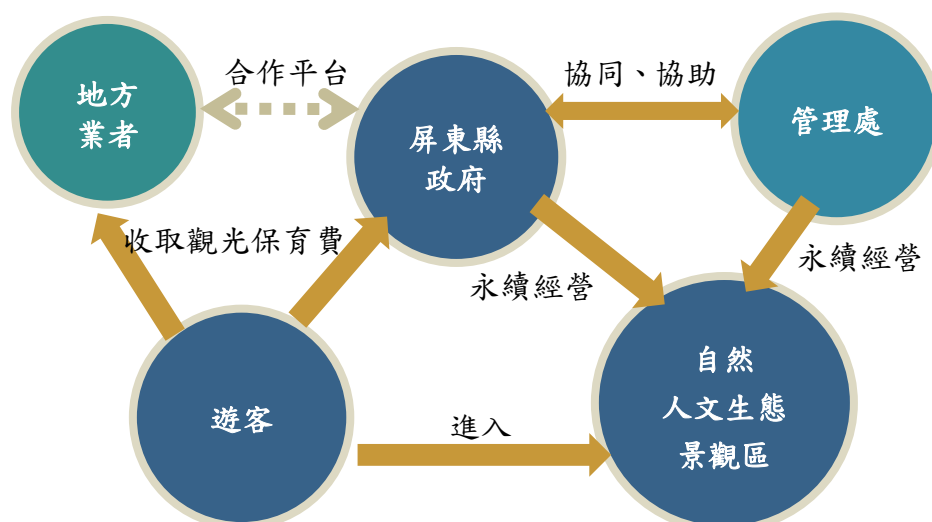 地方
業者
合作平台
屏東縣
政府
協同、協助
管理處
收取觀光保育費
永續經營
永續經營
遊客
進入
自然
人文生態
景觀區